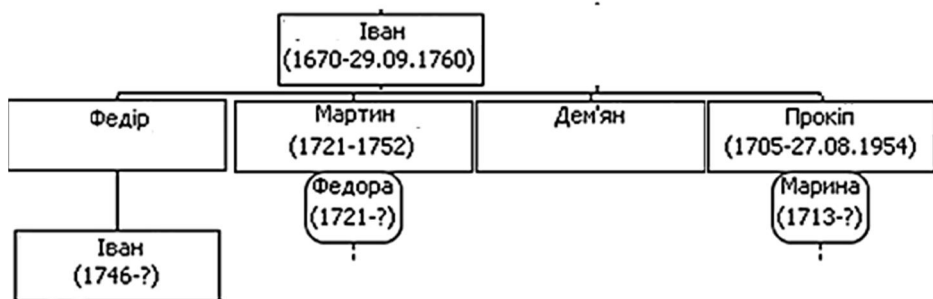 Іван
(1670-29.09.1760)
Федір
Мартин
(1721-1752)
Дем'ян
Прокіп
(1705-27.08.1954)
Федора
(1721-?)
Марина
(1713-?)
Іван
(1746-?)